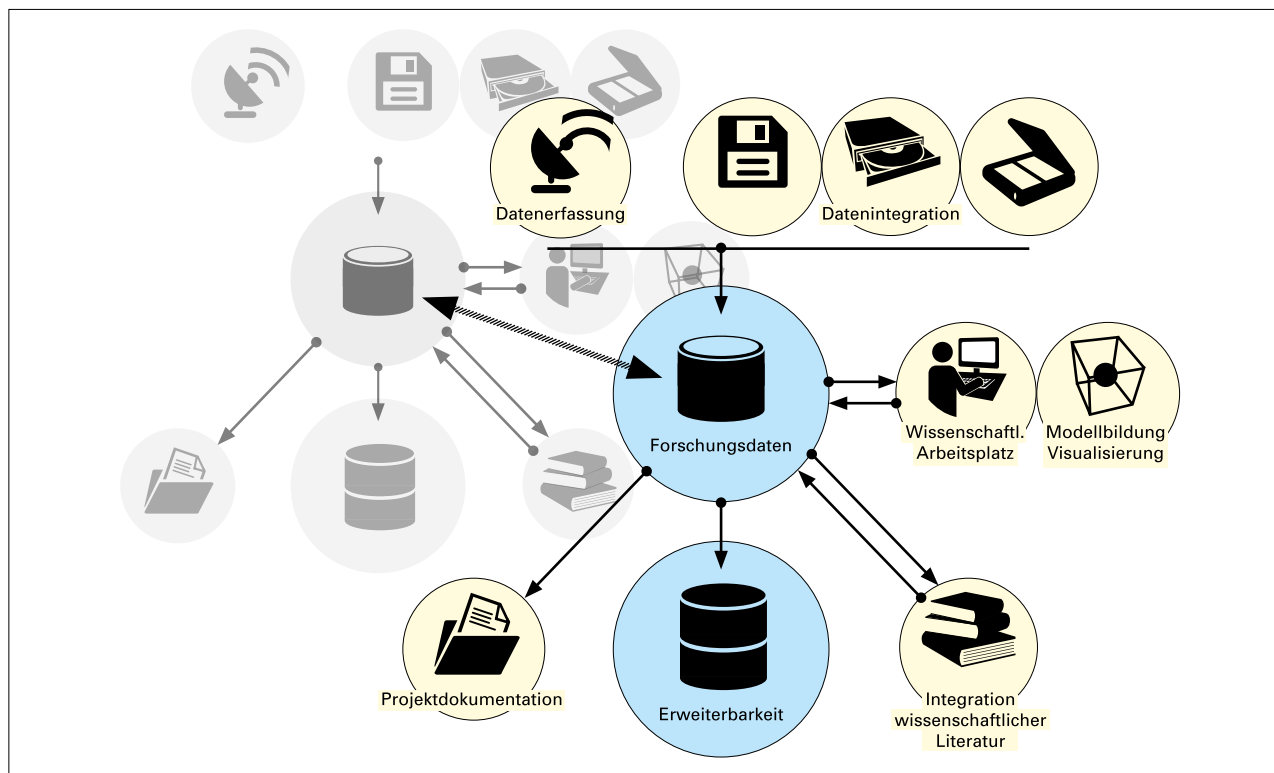 Datenerfassung
Datenintegration
Forschungsdaten
Wissenschaftl.
Arbeitsplatz
Modellbildung
Visualisierung
Projektdokumentation
Erweiterbarkeit
Integration
wissenschaftlicher
Literatur